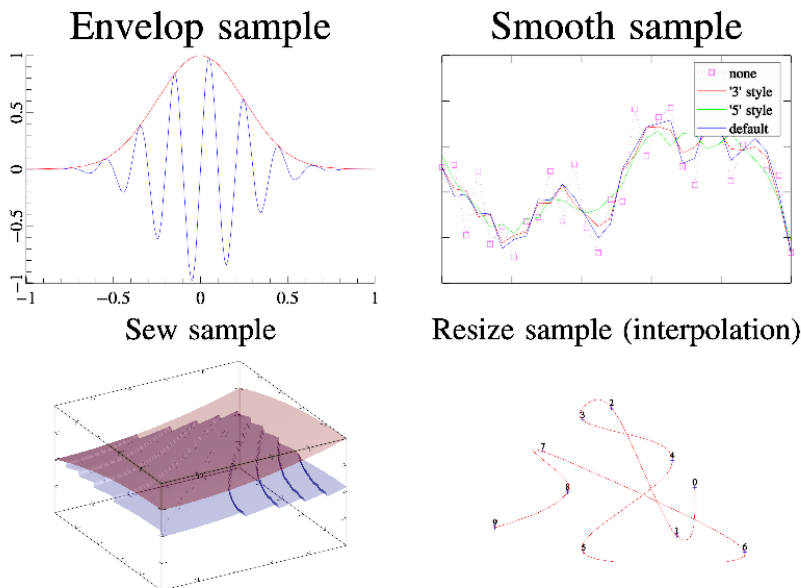 Envelop sample
Smooth sample
1
0.5
0
−0.5
−1
−1
−0.5
0
0.5
1
none
'3' style
'5' style
default
Sew sample
Resize sample (interpolation)
2
3
7
4
8
0
9
1
5
6